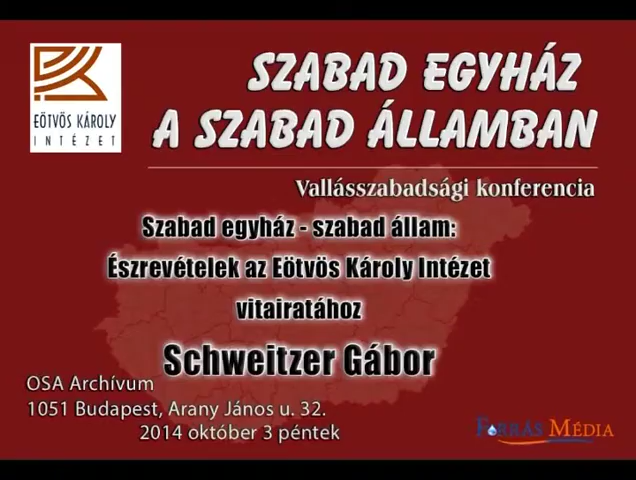 EÖTVÖS KÁROLY
INTÉZET
SZABAD EGYHÁZ
A SZABAD ÁLLAMBAN
Vallásszabadsági konferencia
Szabad egyház - szabad állam:
Észrevételek az Eötvös Károly Intézet
vitairatához
Schweitzer Gábor
OSA Archívum
1051 Budapest, Arany János u. 32.
2014 október 3 péntek
FORRÁS MÉDIA